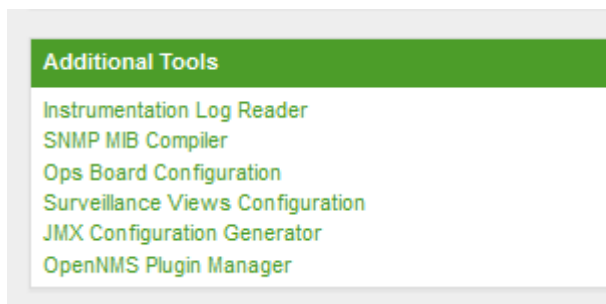 Additional Tools
Instrumentation Log Reader
SNMP MIB Compiler
Ops Board Configuration
Surveillance Views Configuration
JMX Configuration Generator
OpenNMS Plugin Manager